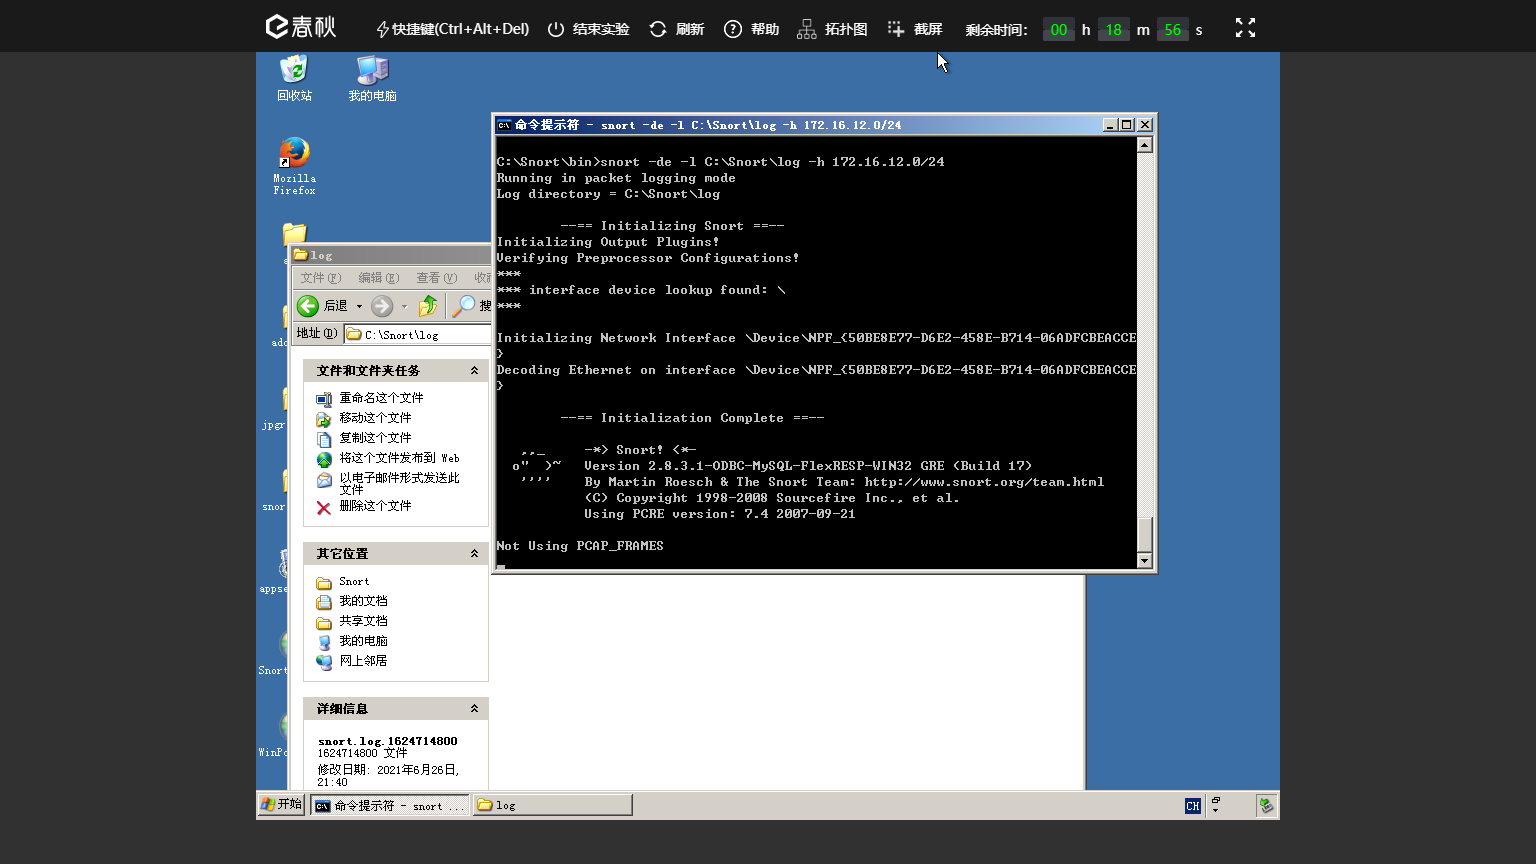 春秋 快捷键(Ctrl+Alt+Del) 结束实验 刷新 帮助 拓扑图 截屏 剩余时间: 00 h 18 m 56 s
回收站 我的电脑
Mozilla
Firefox
命令提示符 - snort -de -l C:\Snort\log -h 172.16.12.0/24
C:\Snort\bin>snort -de -l C:\Snort\log -h 172.16.12.0/24
Running in packet logging mode
Log directory = C:\Snort\log
--== Initializing Snort ==--
Initializing Output Plugins!
Verifying Preprocessor Configurations!
***
*** interface device lookup found: \
***
Initializing Network Interface \Device\NPF_{50BE8E77-D6E2-458E-B714-06ADFCBEACCE
}
Decoding Ethernet on interface \Device\NPF_{50BE8E77-D6E2-458E-B714-06ADFCBEACCE
}
--== Initialization Complete ==--
,,_ -*> Snort! <*-
o" )~ Version 2.8.3.1-ODBC-MySQL-FlexRESP-WIN32 GRE (Build 17)
'''' By Martin Roesch & The Snort Team: http://www.snort.org/team.html
(C) Copyright 1998-2008 Sourcefire Inc., et al.
Using PCRE version: 7.4 2007-09-21
Not Using PCAP_FRAMES
log
文件(F) 编辑(E) 查看(V) 收
后退 搜
地址(D) C:\Snort\log
文件和文件夹任务
重命名这个文件
移动这个文件
复制这个文件
将这个文件发布到 Web
以电子邮件形式发送此
文件
删除这个文件
其它位置
Snort
我的文档
共享文档
我的电脑
网上邻居
详细信息
snort.log.1624714800
1624714800 文件
修改日期: 2021年6月26日,
21:40
ado
jpgr
snor
appse
Snort
WinPc
开始 命令提示符 - snort ... log CH